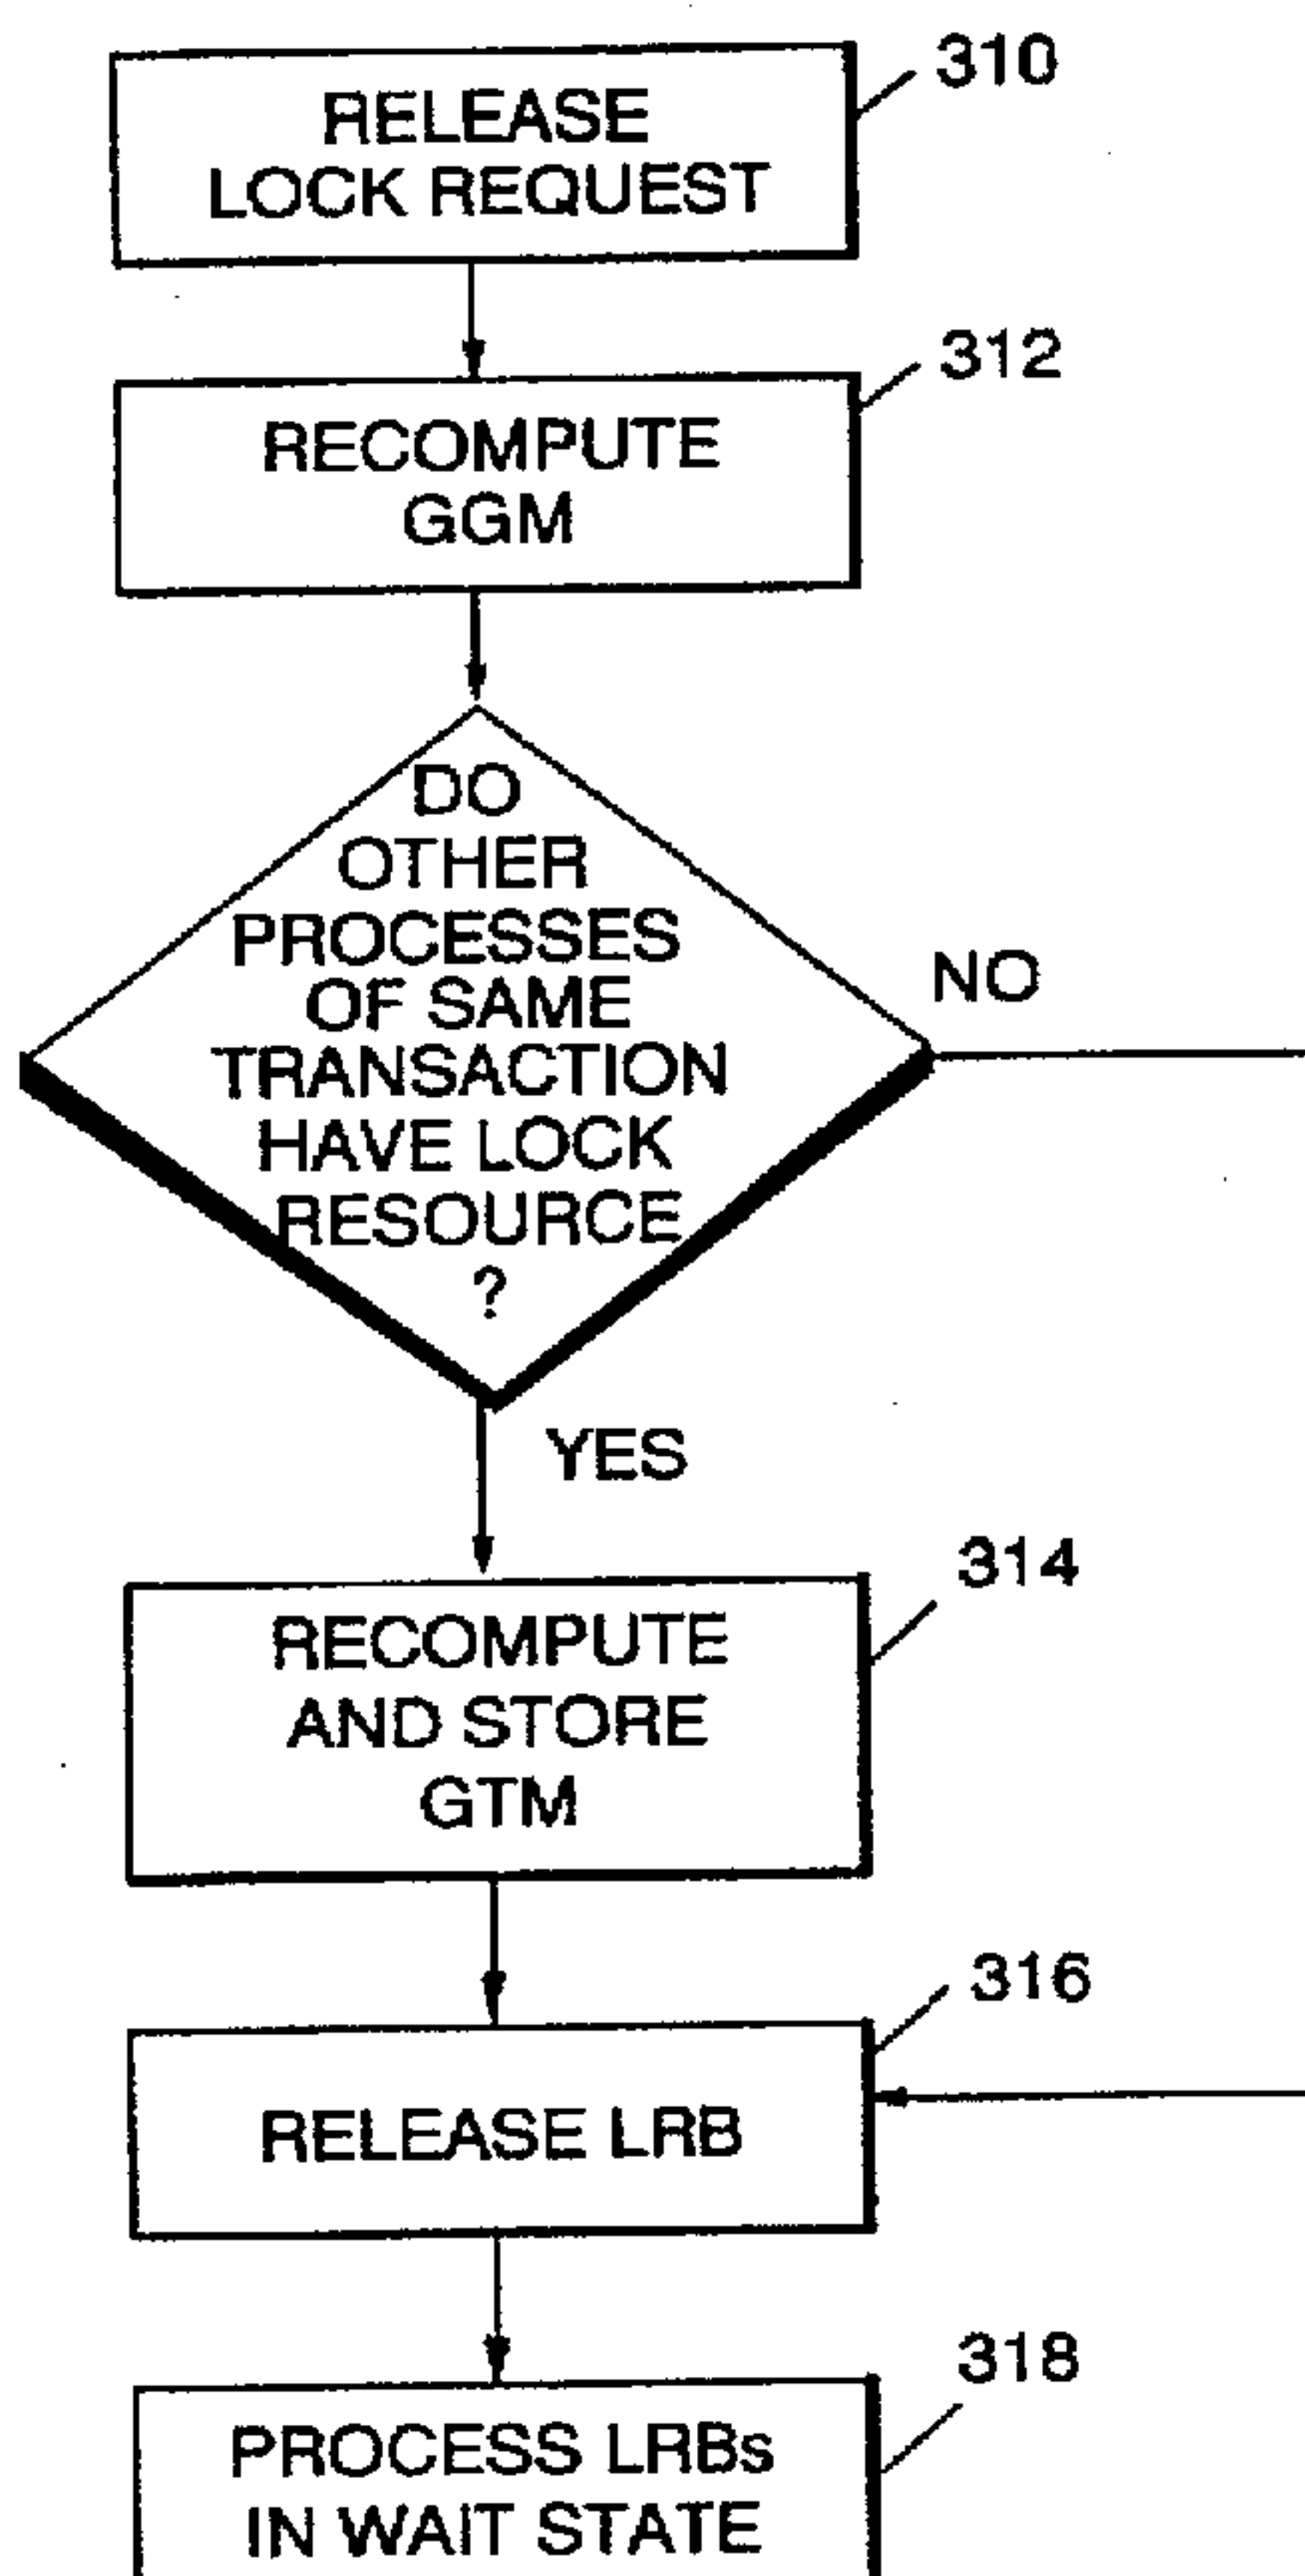 310
RELEASE
LOCK REQUEST
312
RECOMPUTE
GGM
DO
OTHER
PROCESSES
OF SAME
TRANSACTION
HAVE LOCK
RESOURCE
?
NO
YES
314
RECOMPUTE
AND STORE
GTM
316
RELEASE LRB
318
PROCESS LRBs
IN WAIT STATE